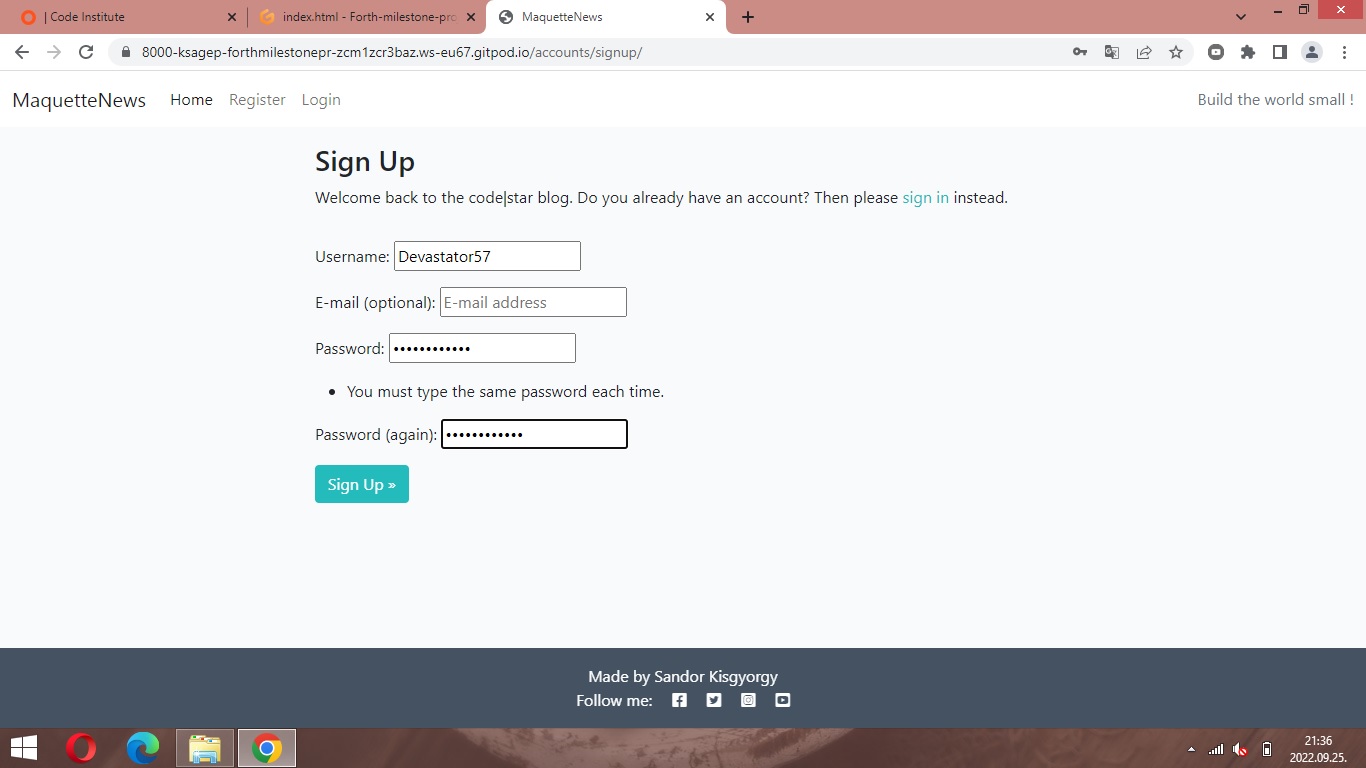 | Code Institute
index.html - Forth-milestone-pro
MaquetteNews
8000-ksagep-forthmilestonepr-zcm1zcr3baz.ws-eu67.gitpod.io/accounts/signup/
MaquetteNews Home Register Login Build the world small !
Sign Up
Welcome back to the code|star blog. Do you already have an account? Then please sign in instead.
Username: Devastator57
E-mail (optional): E-mail address
Password: ••••••••••••
• You must type the same password each time.
Password (again): ••••••••••••
Sign Up »
Made by Sandor Kisgyorgy
Follow me:
21:36
2022.09.25.